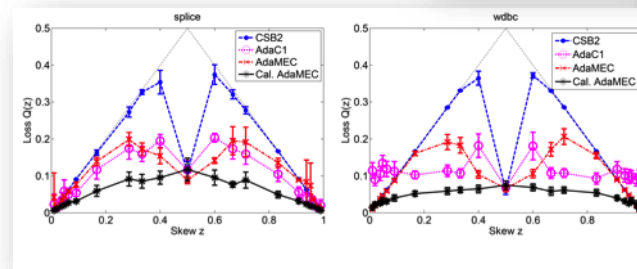 splice
Loss Q(z)
0.5
0.4
0.3
0.2
0.1
0
0 0.2 0.4 0.6 0.8 1
Skew z
CSB2
AdaC1
AdaMEC
Cal. AdaMEC
wdbc
Loss Q(z)
0.5
0.4
0.3
0.2
0.1
0
0 0.2 0.4 0.6 0.8
Skew z
CSB2
AdaC1
AdaMEC
Cal. AdaMEC